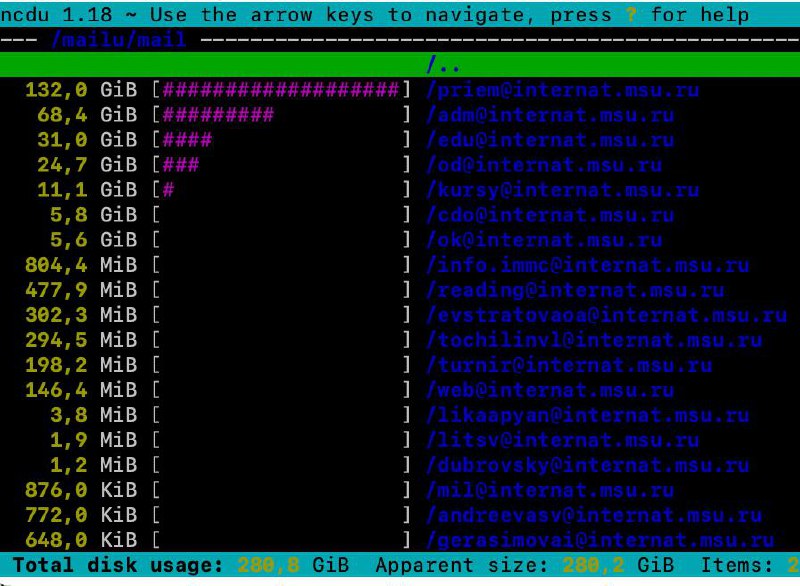 ncdu 1.18 ~ Use the arrow keys to navigate, press ? for help
--- /mailu/mail ------------------------------------------------
/..
132,0 GiB [###################] /priem@internat.msu.ru
68,4 GiB [######### ] /adm@internat.msu.ru
31,0 GiB [#### ] /edu@internat.msu.ru
24,7 GiB [### ] /od@internat.msu.ru
11,1 GiB [# ] /kursy@internat.msu.ru
5,8 GiB [ ] /cdo@internat.msu.ru
5,6 GiB [ ] /ok@internat.msu.ru
804,4 MiB [ ] /info.immc@internat.msu.ru
477,9 MiB [ ] /reading@internat.msu.ru
302,3 MiB [ ] /evstratovaoa@internat.msu.ru
294,5 MiB [ ] /tochilinvl@internat.msu.ru
198,2 MiB [ ] /turnir@internat.msu.ru
146,4 MiB [ ] /web@internat.msu.ru
3,8 MiB [ ] /likaapyan@internat.msu.ru
1,9 MiB [ ] /litsv@internat.msu.ru
1,2 MiB [ ] /dubrovsky@internat.msu.ru
876,0 KiB [ ] /mil@internat.msu.ru
772,0 KiB [ ] /andreevasv@internat.msu.ru
648,0 KiB [ ] /gerasimovai@internat.msu.ru
Total disk usage: 280,8 GiB Apparent size: 280,2 GiB Items: 2